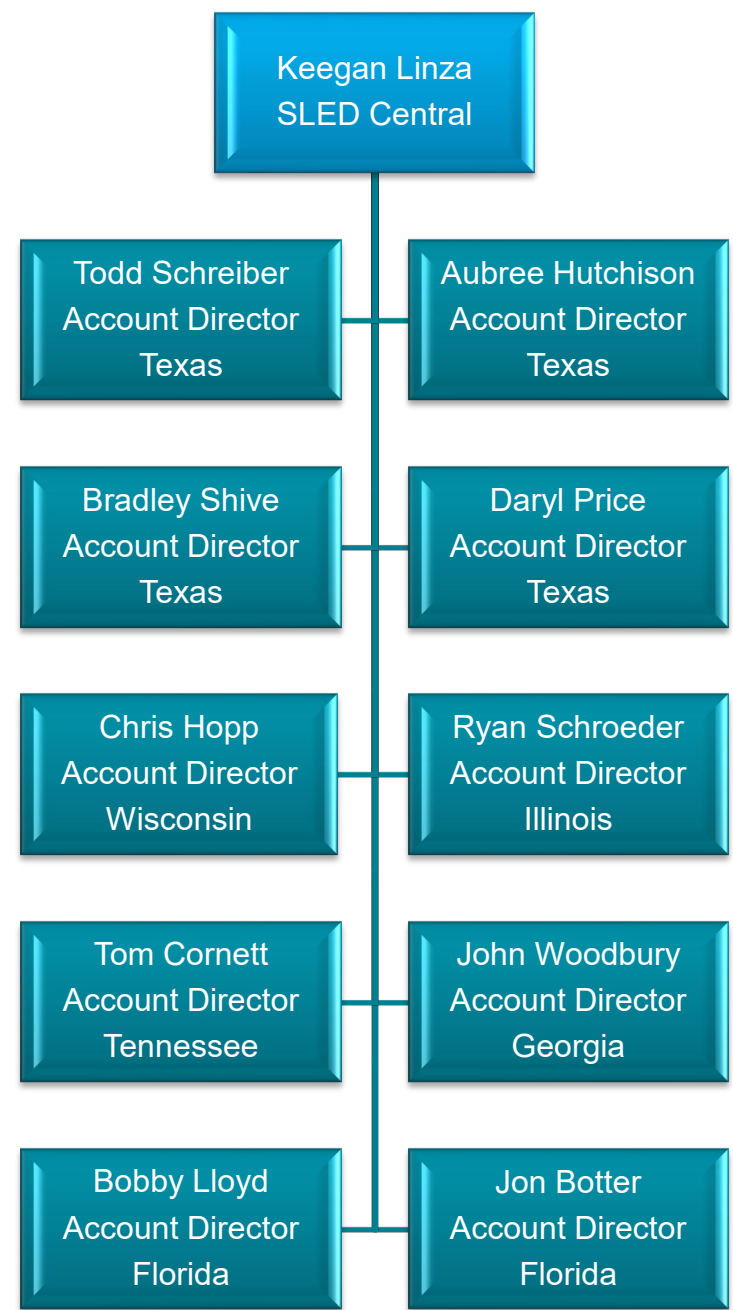 Keegan Linza
SLED Central
Todd Schreiber
Account Director
Texas
Aubree Hutchison
Account Director
Texas
Bradley Shive
Account Director
Texas
Daryl Price
Account Director
Texas
Chris Hopp
Account Director
Wisconsin
Ryan Schroeder
Account Director
Illinois
Tom Cornett
Account Director
Tennessee
John Woodbury
Account Director
Georgia
Bobby Lloyd
Account Director
Florida
Jon Botter
Account Director
Florida